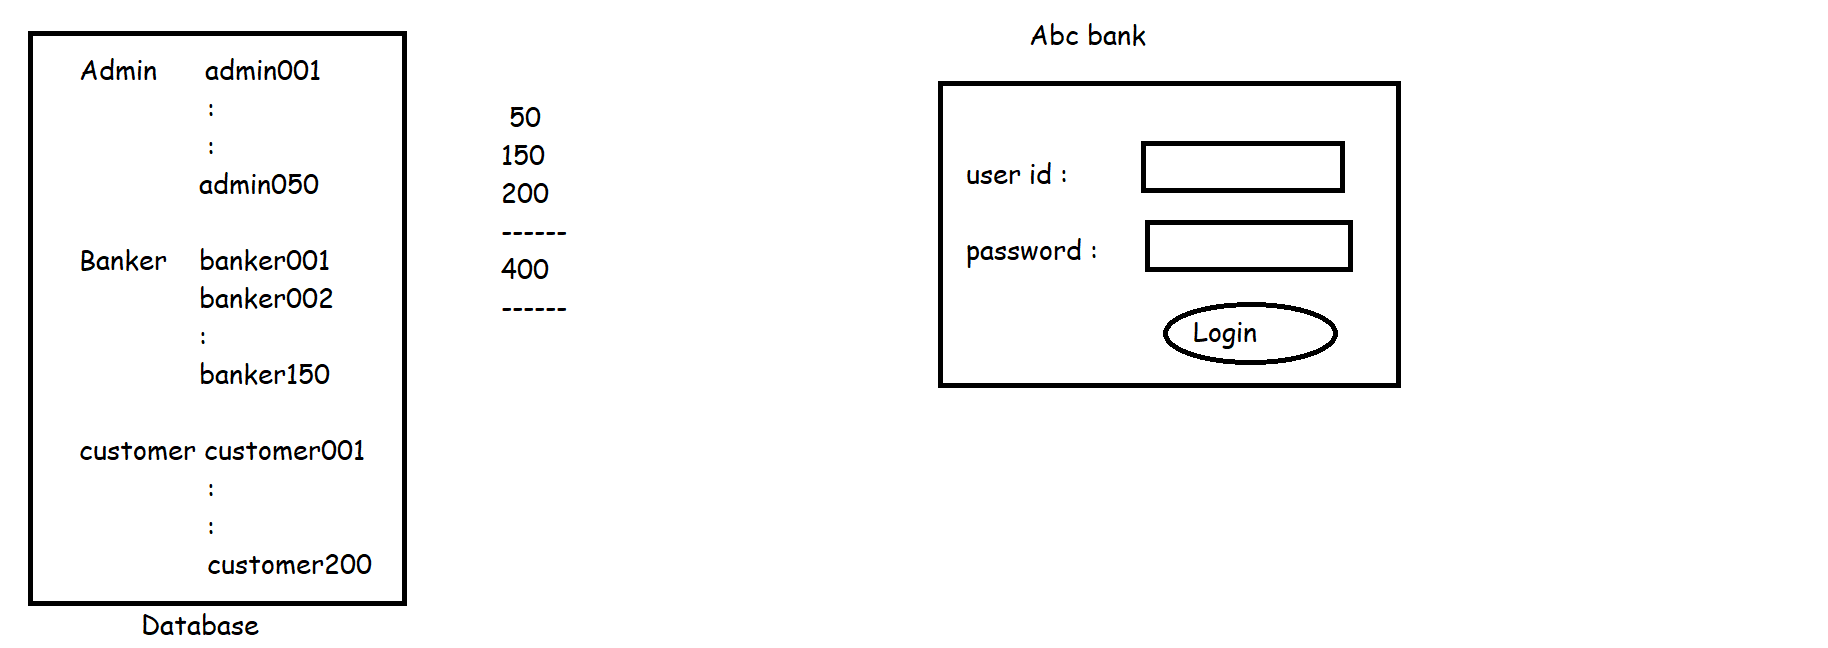 Admin admin001
:
:
admin050
Banker banker001
banker002
:
banker150
customer customer001
:
:
customer200
Database
50
150
200
------
400
------
Abc bank
user id :
password :
Login